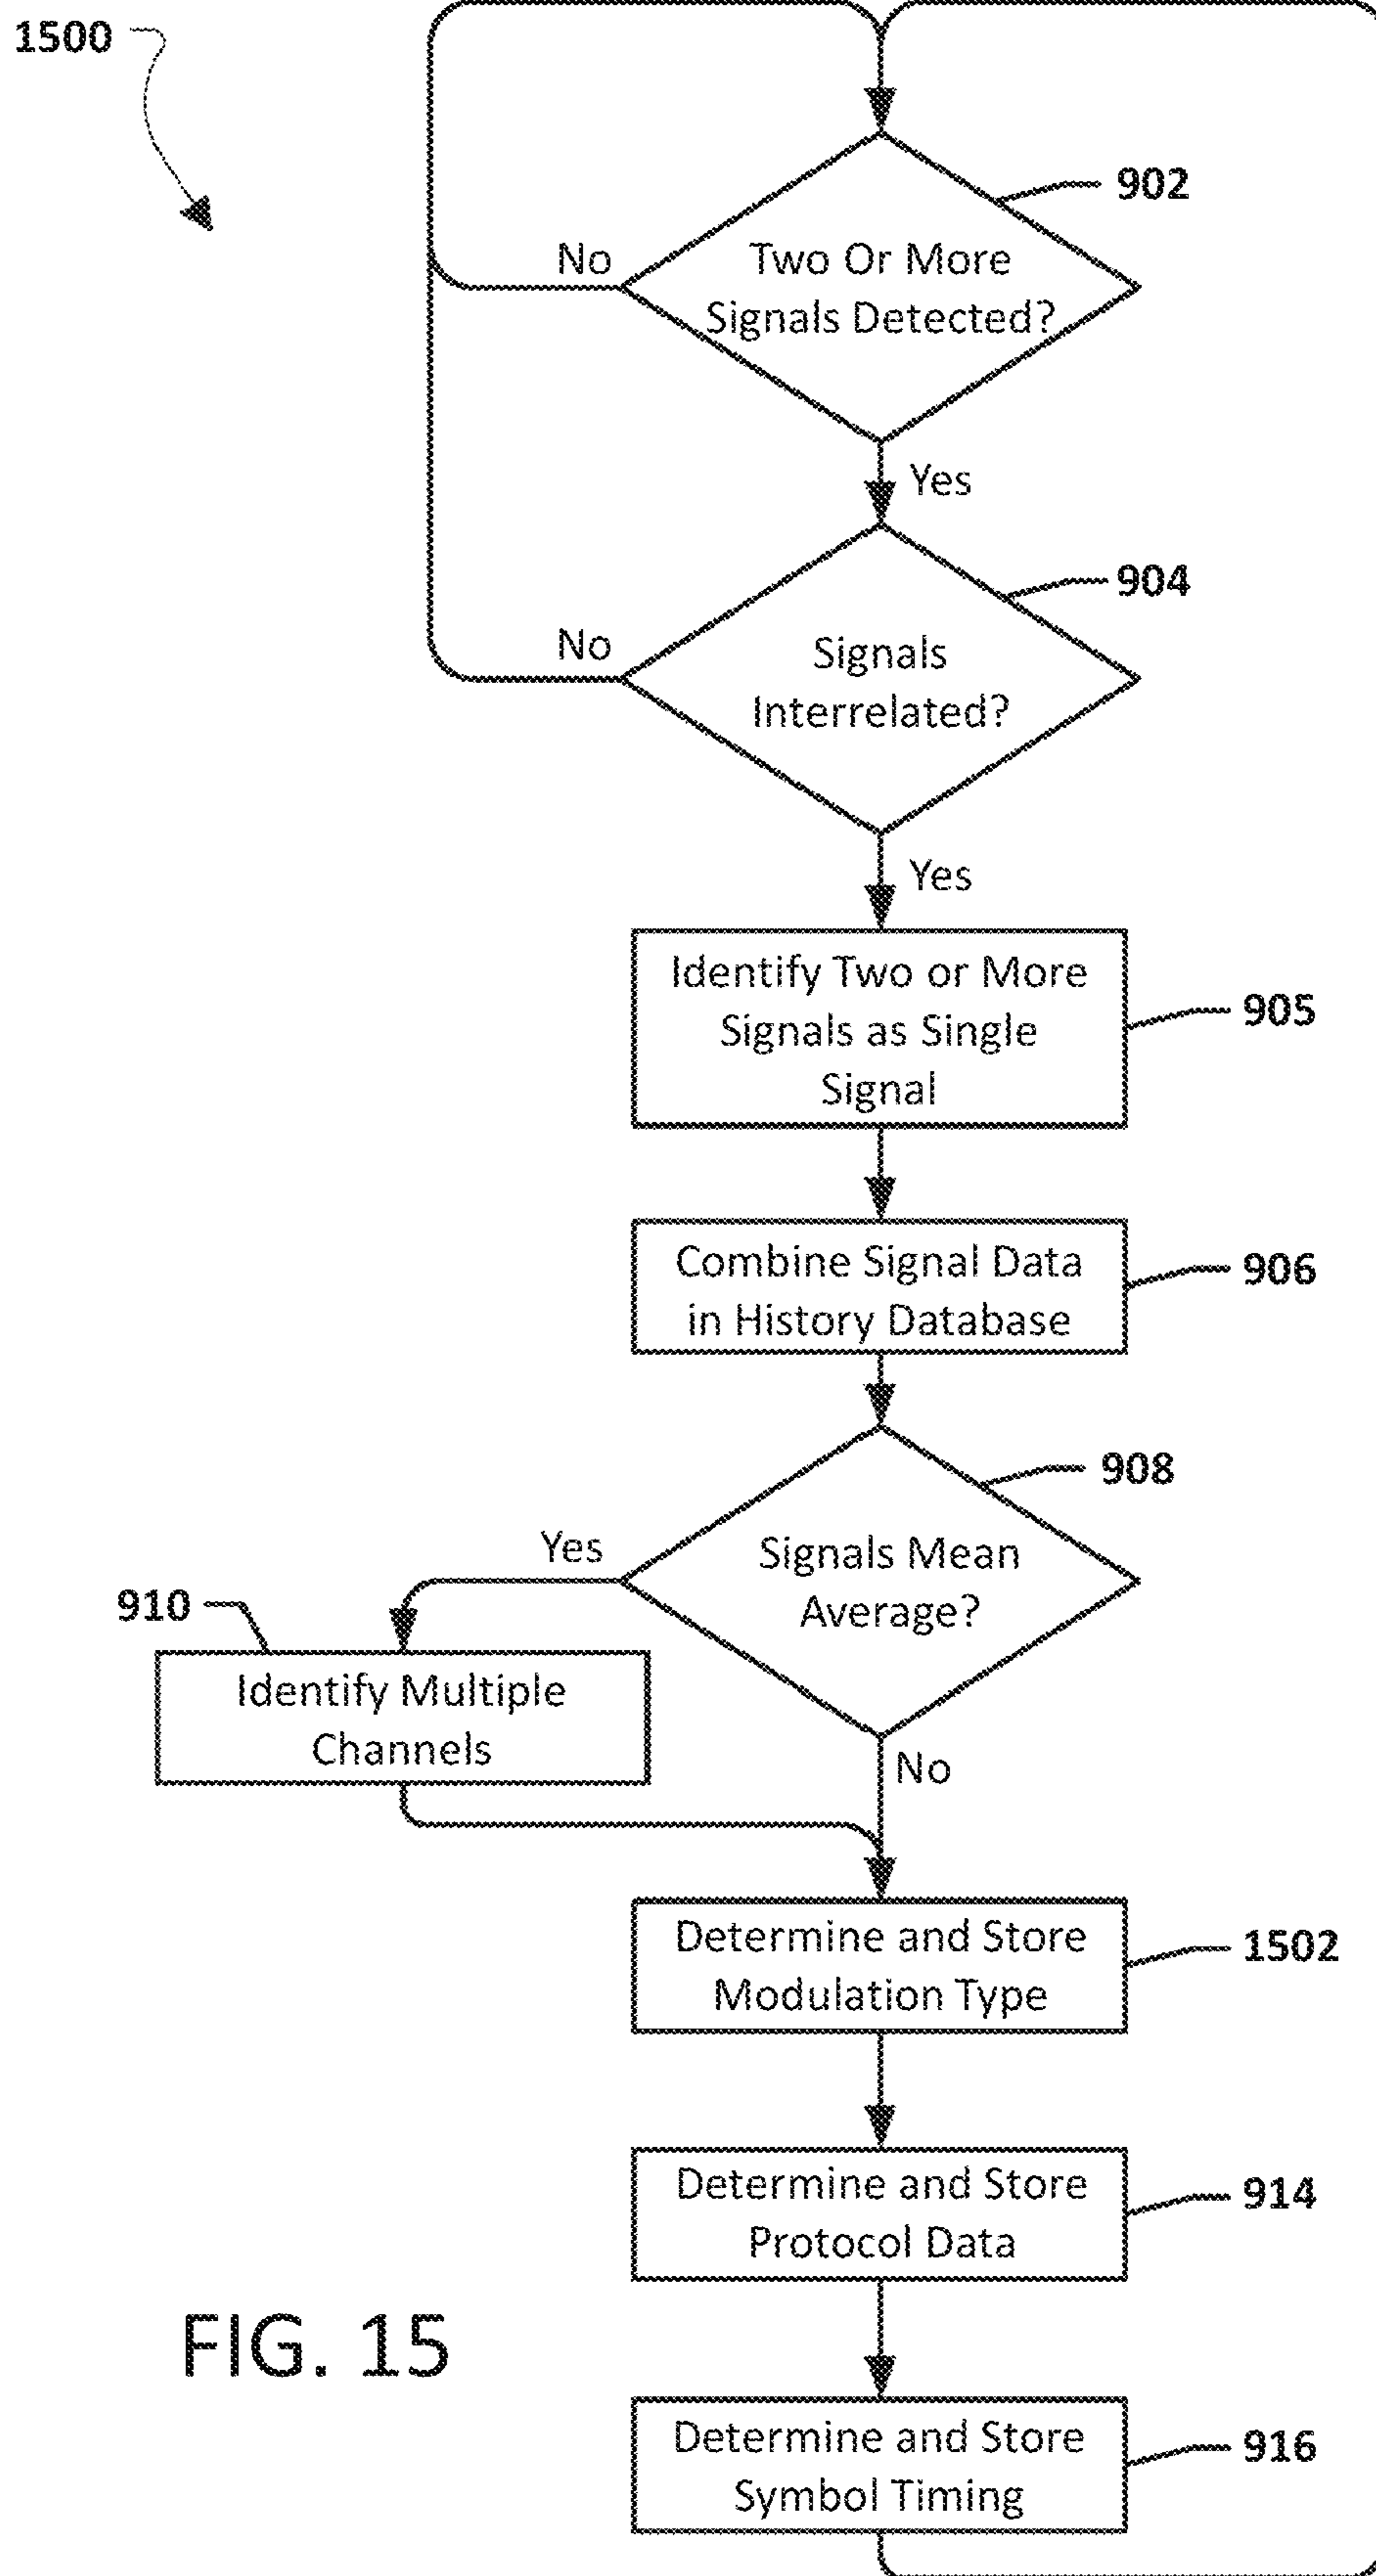 1500
902
No
Two Or More
Signals Detected?
Yes
904
No
Signals
Interrelated?
Yes
Identify Two or More
Signals as Single
Signal
905
Combine Signal Data
in History Database
906
908
Yes
Signals Mean
Average?
910
Identify Multiple
Channels
No
Determine and Store
Modulation Type
1502
Determine and Store
Protocol Data
914
FIG. 15
Determine and Store
Symbol Timing
916